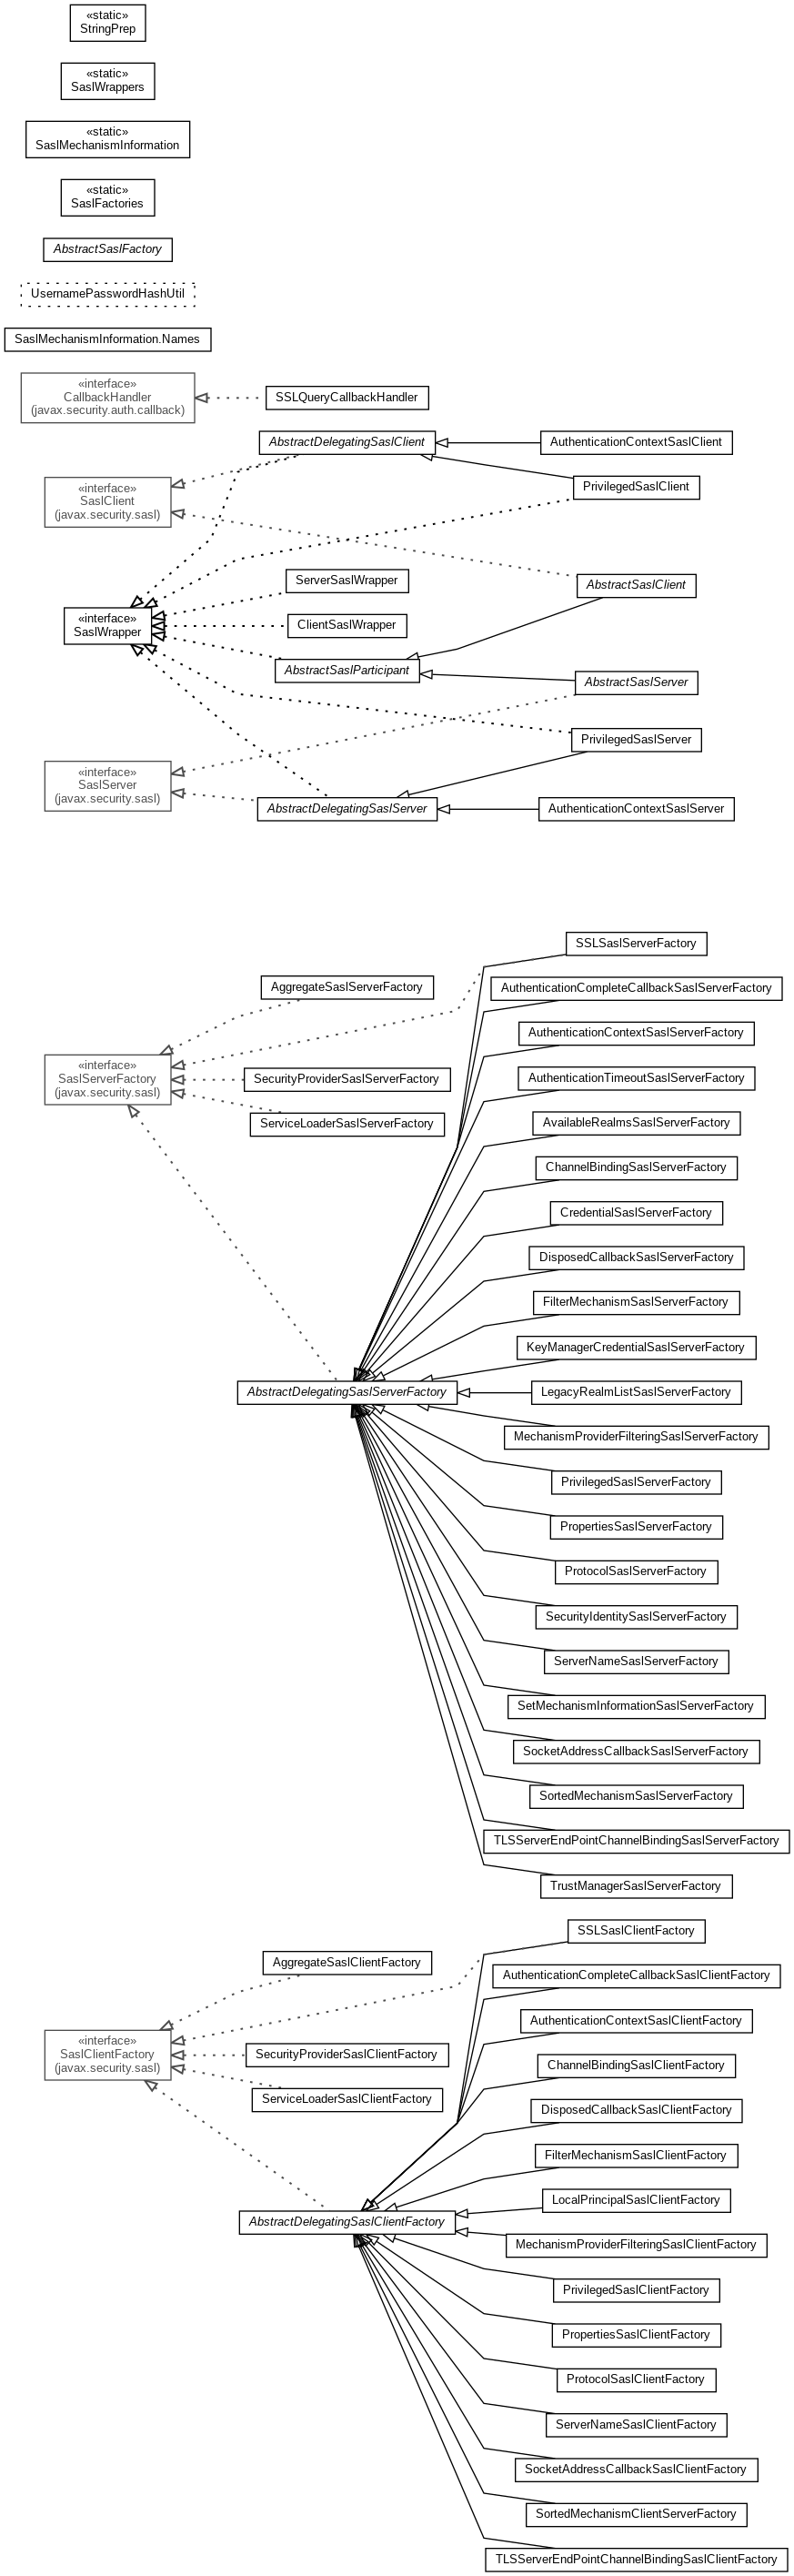 «static»
StringPrep
«static»
SaslWrappers
«static»
SaslMechanismInformation
«static»
SaslFactories
AbstractSaslFactory
UsernamePasswordHashUtil
SaslMechanismInformation.Names
«interface»
CallbackHandler
(javax.security.auth.callback)
SSLQueryCallbackHandler
AbstractDelegatingSaslClient
AuthenticationContextSaslClient
«interface»
SaslClient
(javax.security.sasl)
PrivilegedSaslClient
ServerSaslWrapper
AbstractSaslClient
«interface»
SaslWrapper
ClientSaslWrapper
AbstractSaslParticipant
AbstractSaslServer
PrivilegedSaslServer
«interface»
SaslServer
(javax.security.sasl)
AbstractDelegatingSaslServer
AuthenticationContextSaslServer
SSLSaslServerFactory
AggregateSaslServerFactory
AuthenticationCompleteCallbackSaslServerFactory
AuthenticationContextSaslServerFactory
«interface»
SaslServerFactory
(javax.security.sasl)
SecurityProviderSaslServerFactory
AuthenticationTimeoutSaslServerFactory
ServiceLoaderSaslServerFactory
AvailableRealmsSaslServerFactory
ChannelBindingSaslServerFactory
CredentialSaslServerFactory
DisposedCallbackSaslServerFactory
FilterMechanismSaslServerFactory
KeyManagerCredentialSaslServerFactory
AbstractDelegatingSaslServerFactory
LegacyRealmListSaslServerFactory
MechanismProviderFilteringSaslServerFactory
PrivilegedSaslServerFactory
PropertiesSaslServerFactory
ProtocolSaslServerFactory
SecurityIdentitySaslServerFactory
ServerNameSaslServerFactory
SetMechanismInformationSaslServerFactory
SocketAddressCallbackSaslServerFactory
SortedMechanismSaslServerFactory
TLSServerEndPointChannelBindingSaslServerFactory
TrustManagerSaslServerFactory
SSLSaslClientFactory
AggregateSaslClientFactory
AuthenticationCompleteCallbackSaslClientFactory
AuthenticationContextSaslClientFactory
«interface»
SaslClientFactory
(javax.security.sasl)
SecurityProviderSaslClientFactory
ChannelBindingSaslClientFactory
ServiceLoaderSaslClientFactory
DisposedCallbackSaslClientFactory
FilterMechanismSaslClientFactory
LocalPrincipalSaslClientFactory
AbstractDelegatingSaslClientFactory
MechanismProviderFilteringSaslClientFactory
PrivilegedSaslClientFactory
PropertiesSaslClientFactory
ProtocolSaslClientFactory
ServerNameSaslClientFactory
SocketAddressCallbackSaslClientFactory
SortedMechanismClientServerFactory
TLSServerEndPointChannelBindingSaslClientFactory